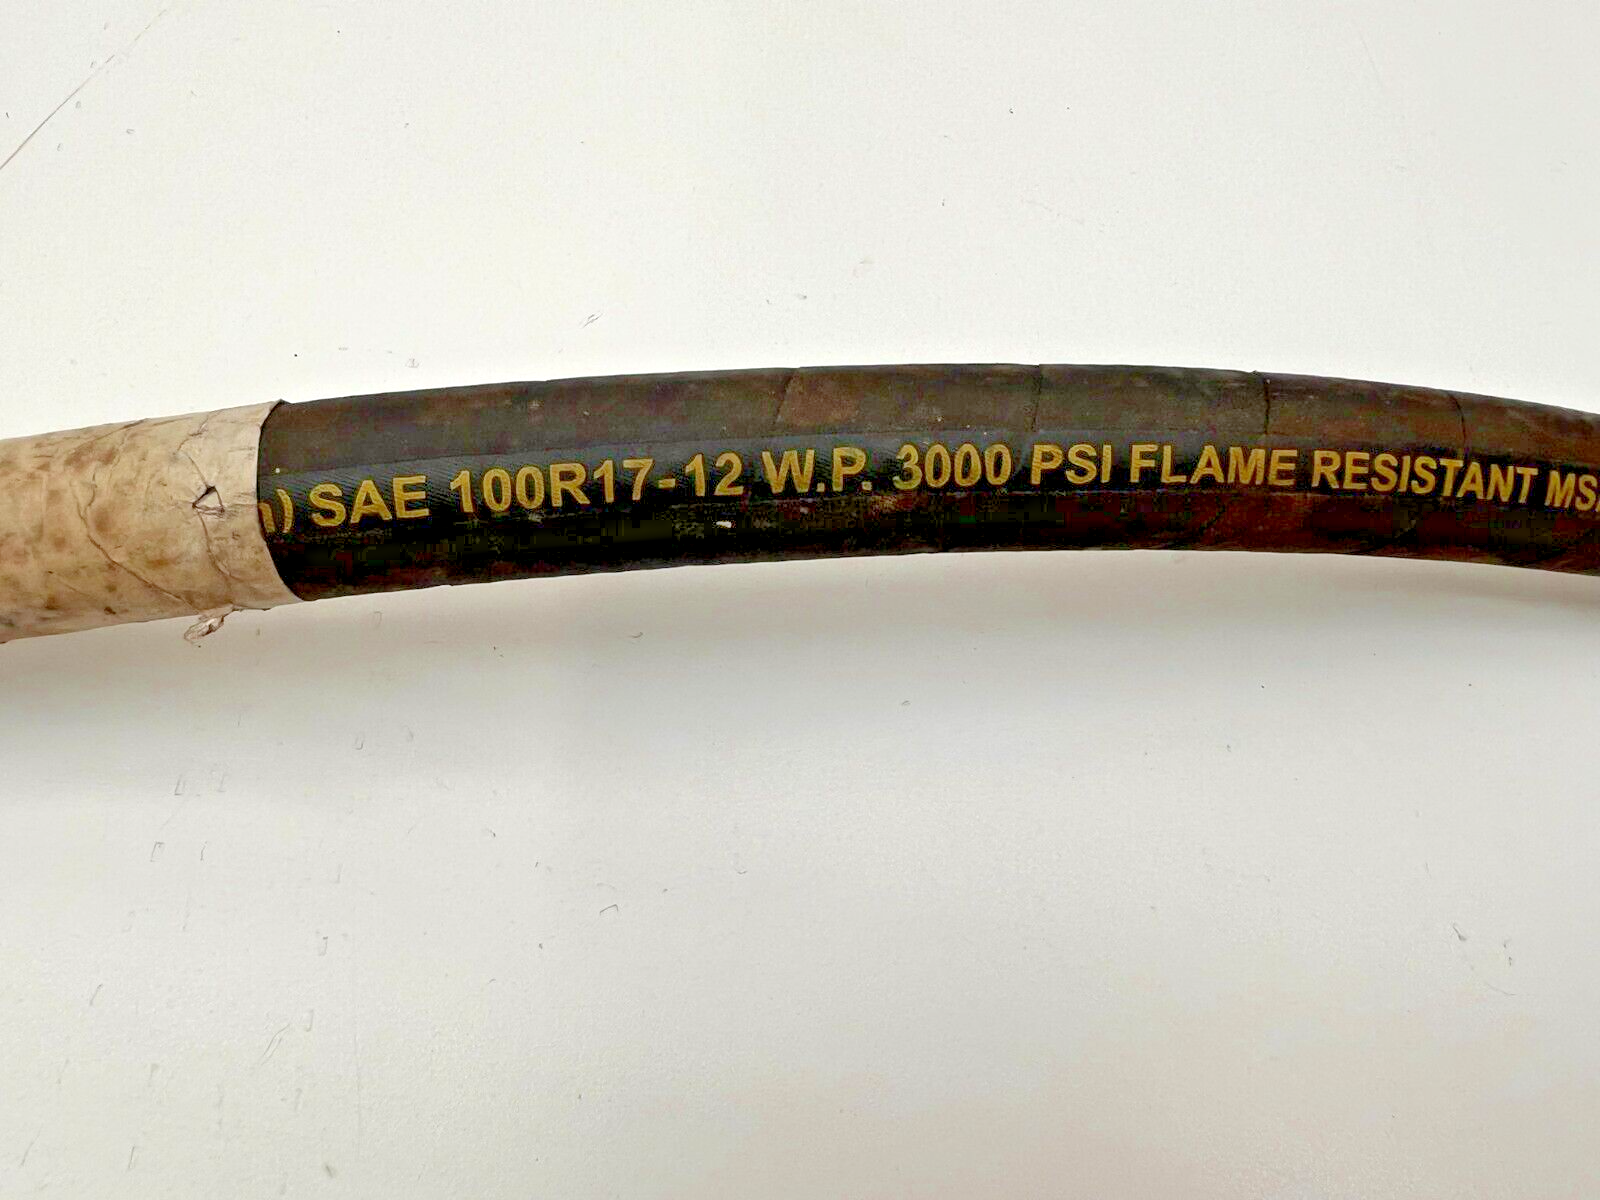 ) SAE 100R17-12 W.P. 3000 PSI FLAME RESISTANT